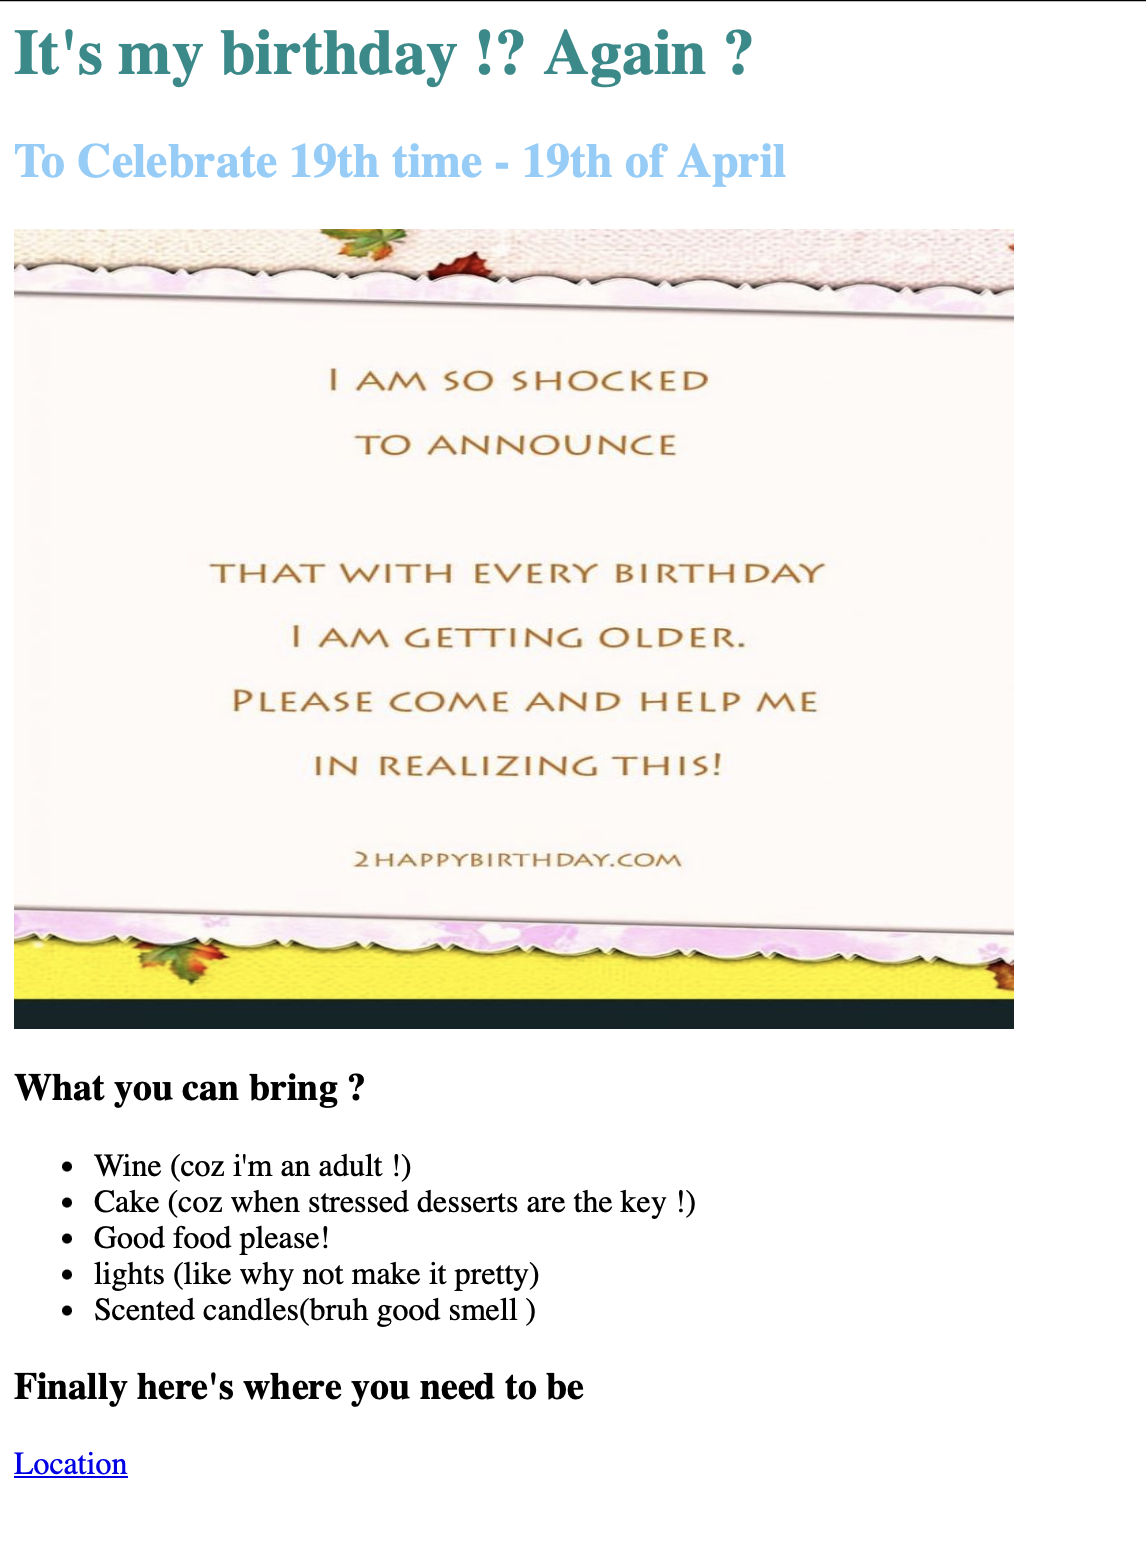 It's my birthday !? Again ?
To Celebrate 19th time - 19th of April
I AM SO SHOCKED
TO ANNOUNCE
THAT WITH EVERY BIRTHDAY
I AM GETTING OLDER.
PLEASE COME AND HELP ME
IN REALIZING THIS!
2HAPPYBIRTHDAY.COM
What you can bring ?
• Wine (coz i'm an adult !)
• Cake (coz when stressed desserts are the key !)
• Good food please!
• lights (like why not make it pretty)
• Scented candles(bruh good smell )
Finally here's where you need to be
Location